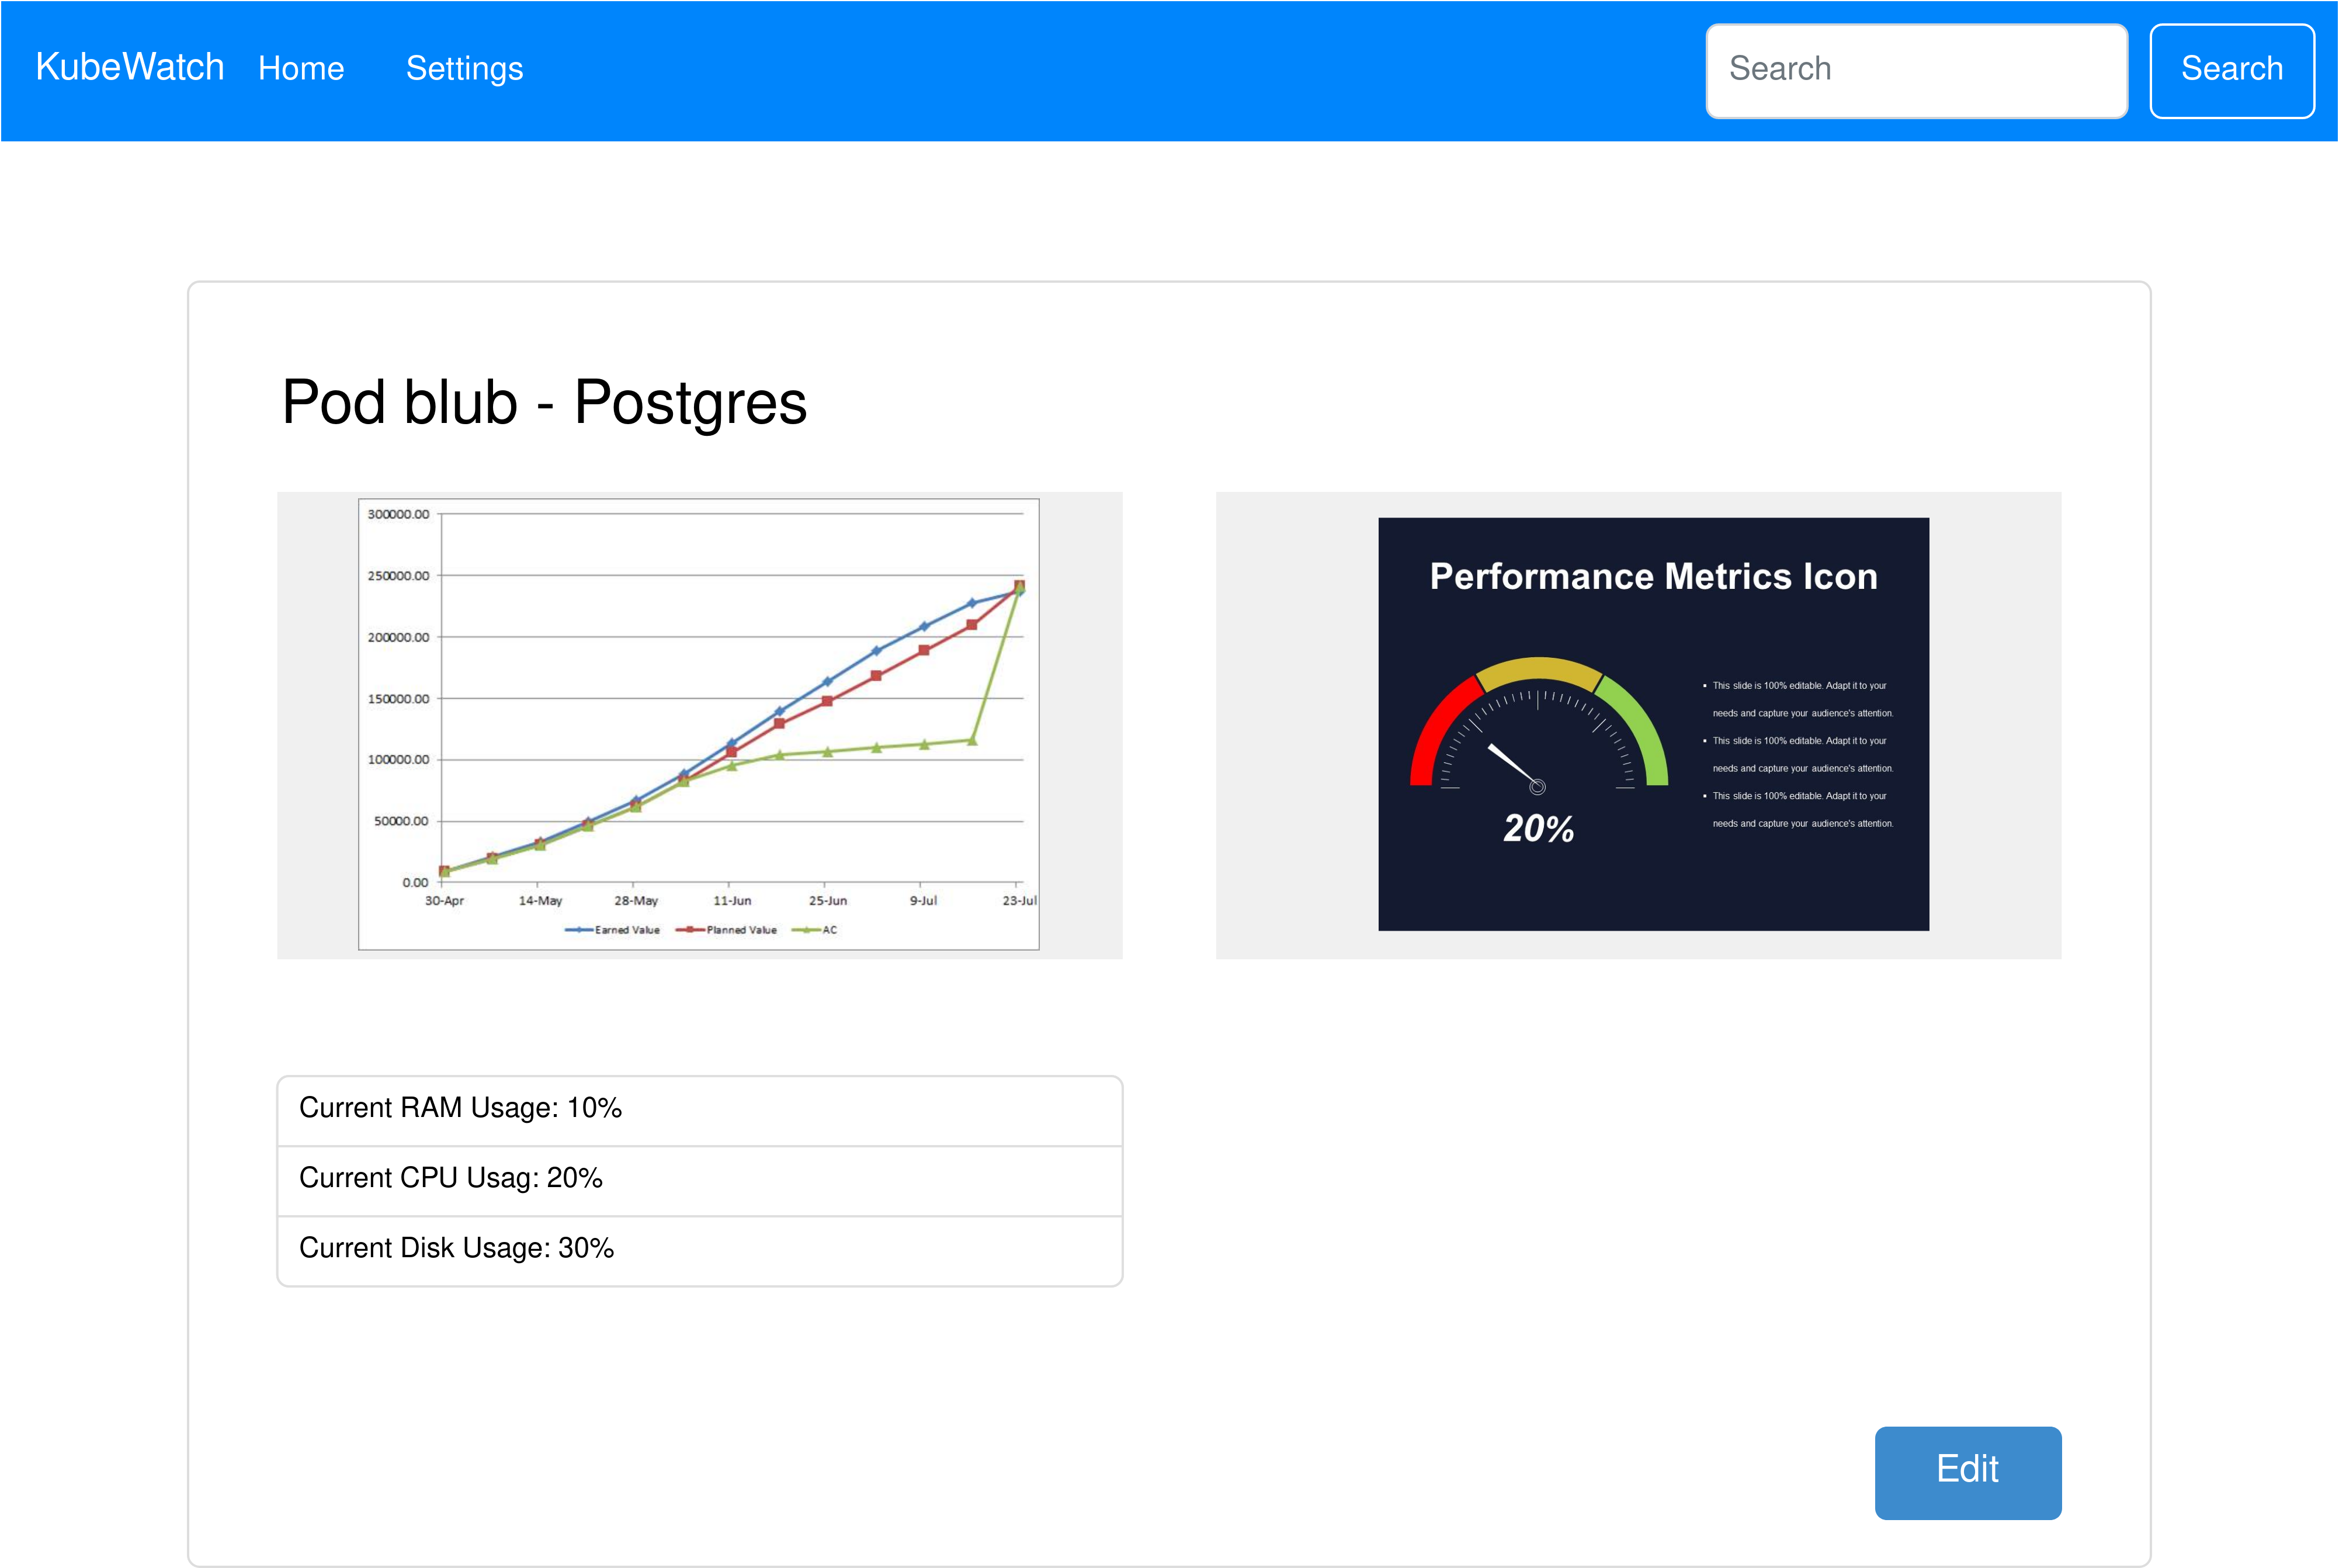 KubeWatch Home Settings Search Search
Pod blub - Postgres
300000.00
250000.00
200000.00
150000.00
100000.00
50000.00
0.00
30-Apr 14-May 28-May 11-Jun 25-Jun 9-Jul 23-Jul
Earned Value Planned Value AC
Performance Metrics Icon
20%
▪ This slide is 100% editable. Adapt it to your
needs and capture your audience's attention.
▪ This slide is 100% editable. Adapt it to your
needs and capture your audience's attention.
▪ This slide is 100% editable. Adapt it to your
needs and capture your audience's attention.
Current RAM Usage: 10%
Current CPU Usag: 20%
Current Disk Usage: 30%
Edit